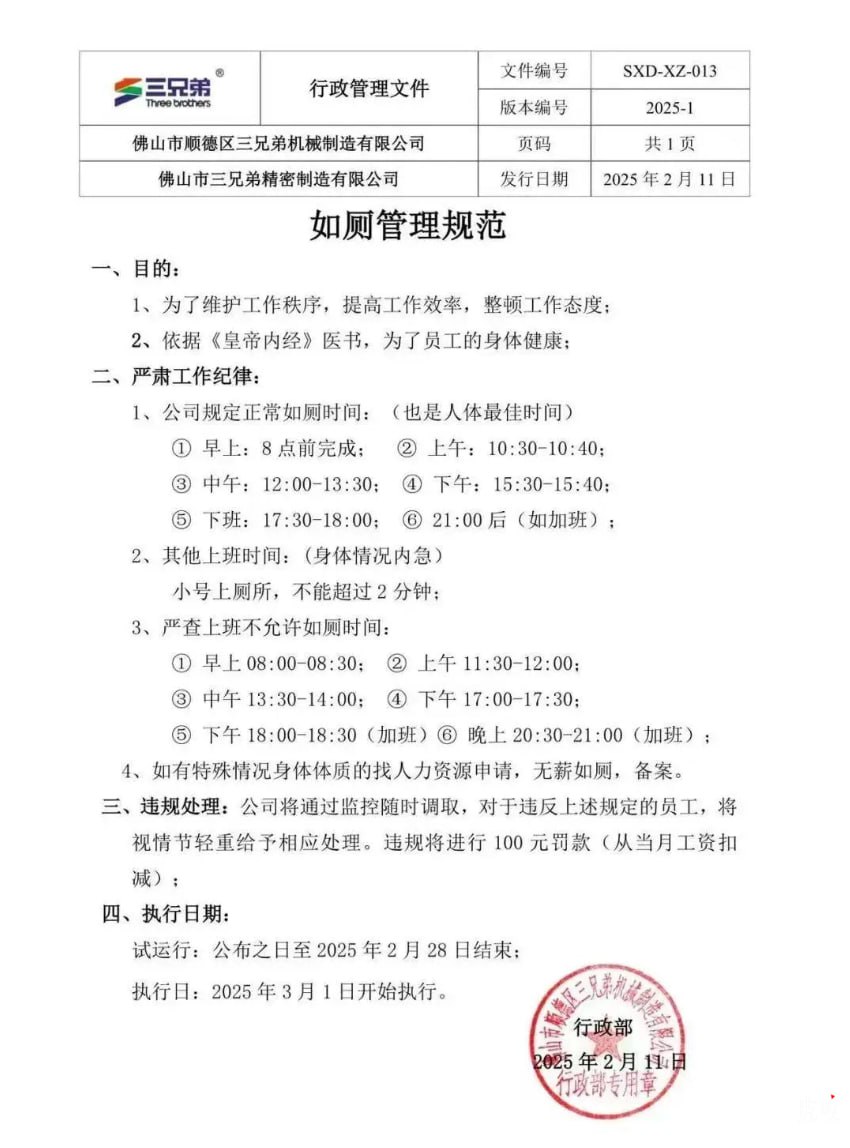 三兄弟®
Three brothers
行政管理文件
文件编号
SXD-XZ-013
版本编号
2025-1
佛山市顺德区三兄弟机械制造有限公司
页码
共 1 页
佛山市三兄弟精密制造有限公司
发行日期
2025 年 2 月 11 日
如厕管理规范
一、目的：
1、为了维护工作秩序，提高工作效率，整顿工作态度；
2、依据《皇帝内经》医书，为了员工的身体健康；
二、严肃工作纪律：
1、公司规定正常如厕时间：（也是人体最佳时间）
① 早上：8 点前完成； ② 上午：10:30-10:40；
③ 中午：12:00-13:30； ④ 下午：15:30-15:40；
⑤ 下班：17:30-18:00； ⑥ 21:00 后（如加班）；
2、其他上班时间：（身体情况内急）
小号上厕所，不能超过 2 分钟；
3、严查上班不允许如厕时间：
① 早上 08:00-08:30； ② 上午 11:30-12:00；
③ 中午 13:30-14:00； ④ 下午 17:00-17:30；
⑤ 下午 18:00-18:30（加班）⑥ 晚上 20:30-21:00（加班）；
4、如有特殊情况身体体质的找人力资源申请，无薪如厕，备案。
三、违规处理：公司将通过监控随时调取，对于违反上述规定的员工，将
视情节轻重给予相应处理。违规将进行 100 元罚款（从当月工资扣
减）；
四、执行日期：
试运行：公布之日至 2025 年 2 月 28 日结束；
执行日：2025 年 3 月 1 日开始执行。
佛山市顺德区三兄弟机械制造有限公司
行政部
2025 年 2 月 11 日
行政部专用章